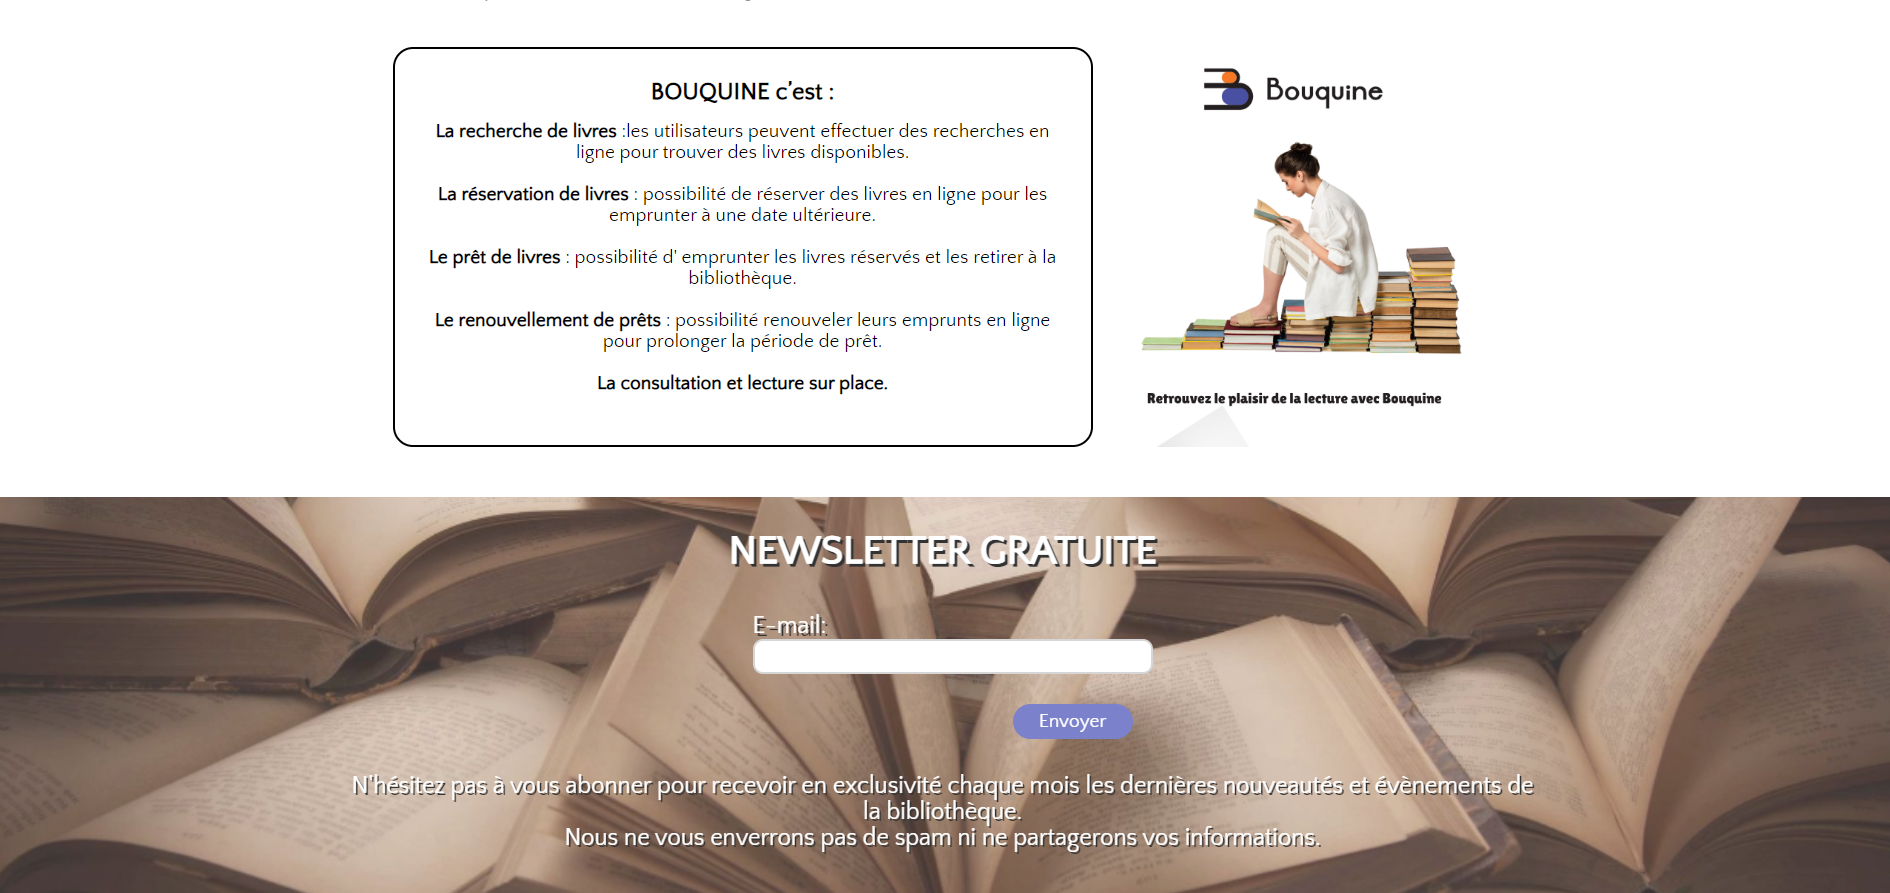 BOUQUINE c’est :
La recherche de livres :les utilisateurs peuvent effectuer des recherches en
ligne pour trouver des livres disponibles.
La réservation de livres : possibilité de réserver des livres en ligne pour les
emprunter à une date ultérieure.
Le prêt de livres : possibilité d' emprunter les livres réservés et les retirer à la
bibliothèque.
Le renouvellement de prêts : possibilité renouveler leurs emprunts en ligne
pour prolonger la période de prêt.
La consultation et lecture sur place.
Bouquine
Retrouvez le plaisir de la lecture avec Bouquine
NEWSLETTER GRATUITE
E-mail:
Envoyer
N'hésitez pas à vous abonner pour recevoir en exclusivité chaque mois les dernières nouveautés et évènements de
la bibliothèque.
Nous ne vous enverrons pas de spam ni ne partagerons vos informations.